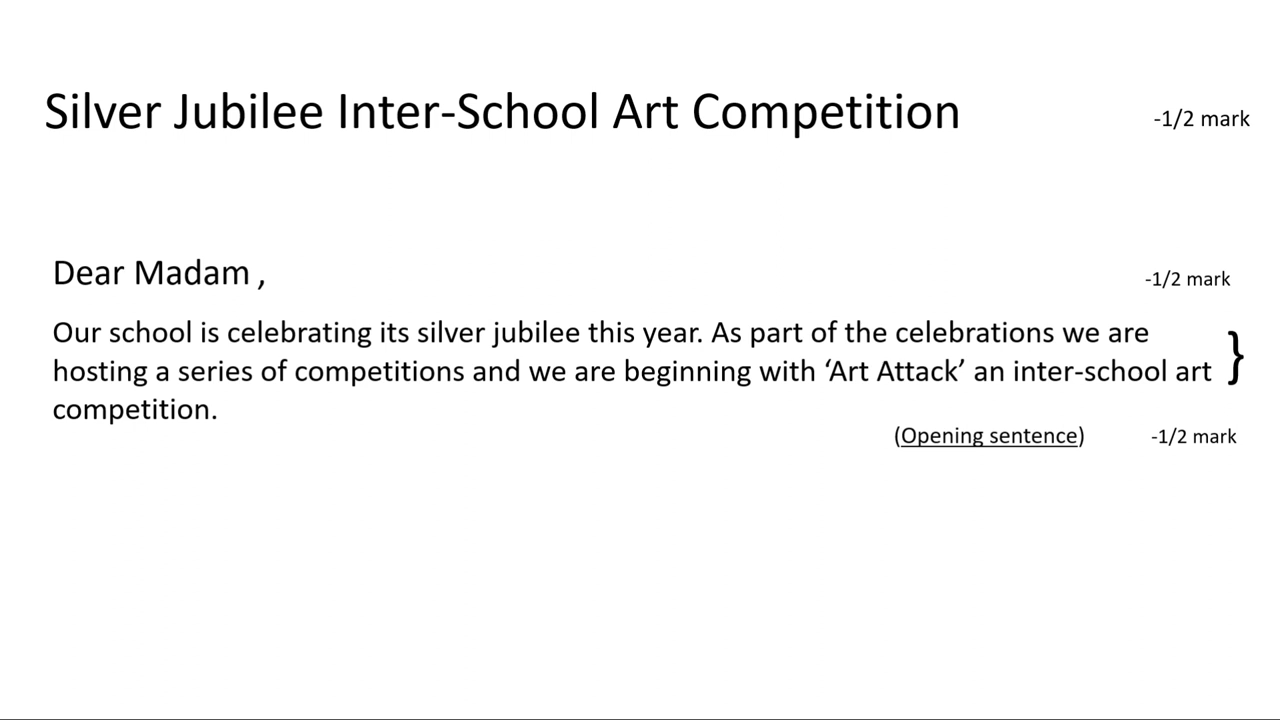 Silver Jubilee Inter-School Art Competition -1/2 mark
Dear Madam , -1/2 mark
Our school is celebrating its silver jubilee this year. As part of the celebrations we are
hosting a series of competitions and we are beginning with ‘Art Attack’ an inter-school art }
competition.
(Opening sentence) -1/2 mark